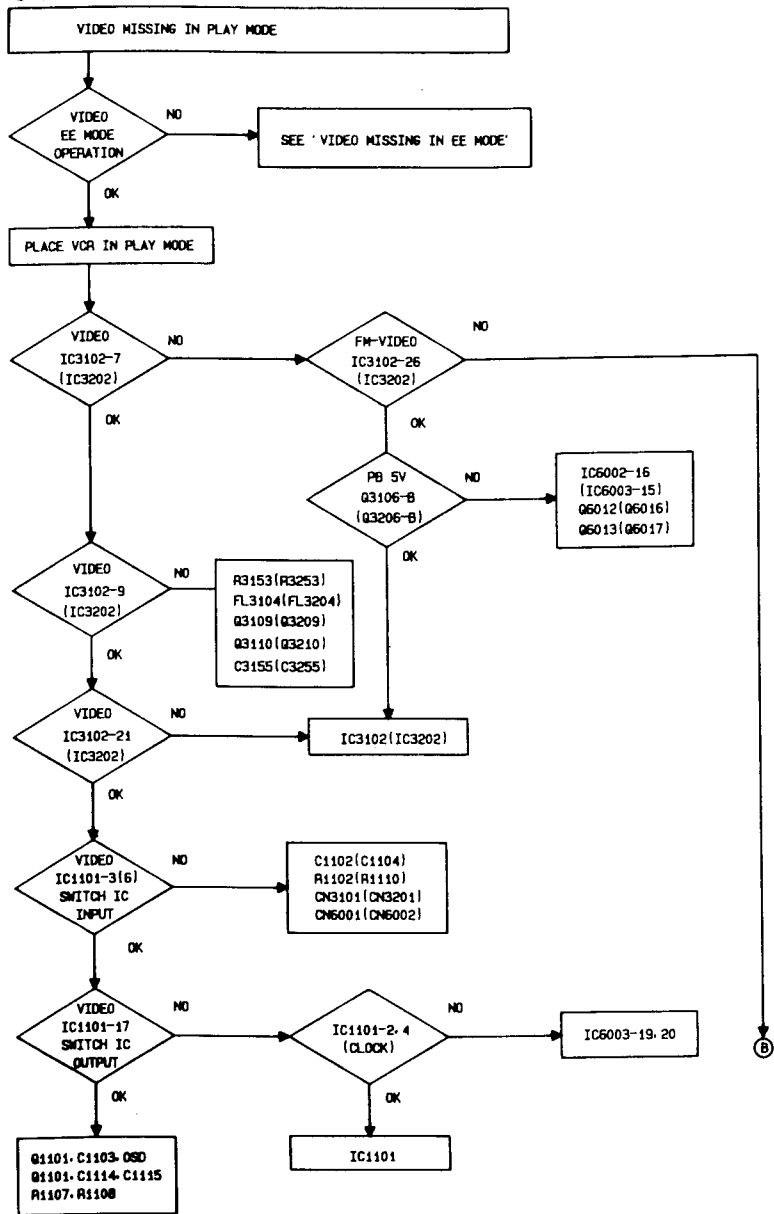 VIDEO MISSING IN PLAY MODE
VIDEO
EE MODE
OPERATION
NO
SEE 'VIDEO MISSING IN EE MODE'
OK
PLACE VCR IN PLAY MODE
VIDEO
IC3102-7
(IC3202)
NO
FM-VIDEO
IC3102-26
(IC3202)
NO
OK
OK
PB 5V
Q3106-B
(Q3206-B)
NO
IC6002-16
(IC6003-15)
Q6012(Q6016)
Q6013(Q6017)
OK
VIDEO
IC3102-9
(IC3202)
NO
R3153(R3253)
FL3104(FL3204)
Q3109(Q3209)
Q3110(Q3210)
C3155(C3255)
OK
VIDEO
IC3102-21
(IC3202)
NO
IC3102(IC3202)
OK
VIDEO
IC1101-3(6)
SWITCH IC
INPUT
NO
C1102(C1104)
R1102(R1110)
CN3101(CN3201)
CN6001(CN6002)
OK
VIDEO
IC1101-17
SWITCH IC
OUTPUT
NO
IC1101-2,4
(CLOCK)
NO
IC6003-19,20
B
OK
OK
Q1101,C1103,OSD
Q1101,C1114,C1115
R1107,R1108
IC1101